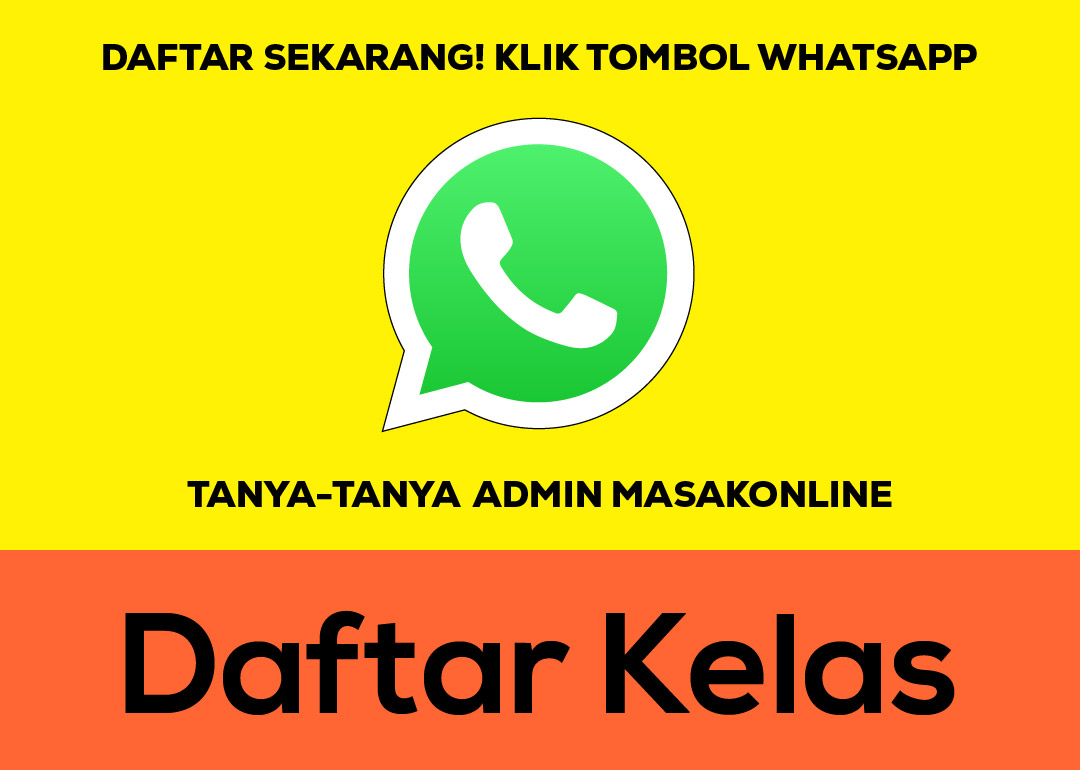 DAFTAR SEKARANG! KLIK TOMBOL WHATSAPP
TANYA-TANYA ADMIN MASAKONLINE
Daftar Kelas